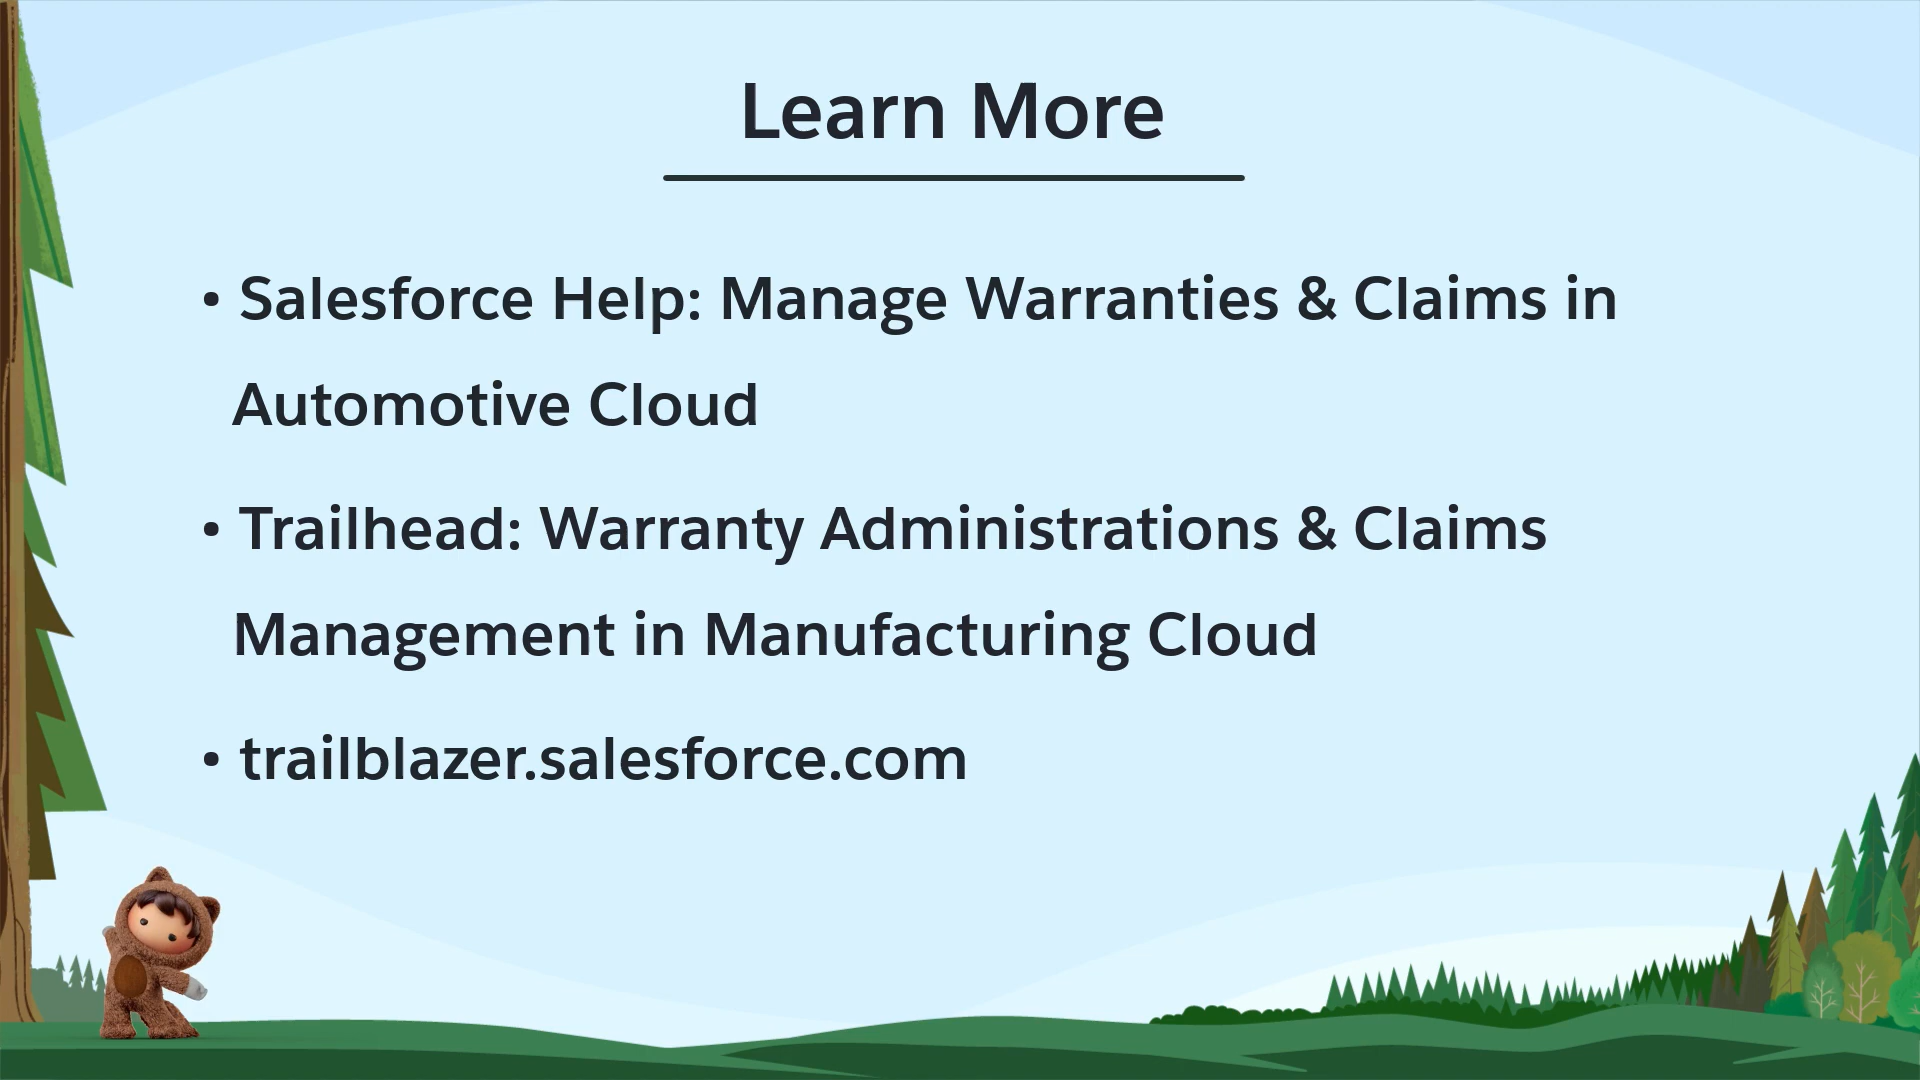 Learn More
• Salesforce Help: Manage Warranties & Claims in
Automotive Cloud
• Trailhead: Warranty Administrations & Claims
Management in Manufacturing Cloud
• trailblazer.salesforce.com